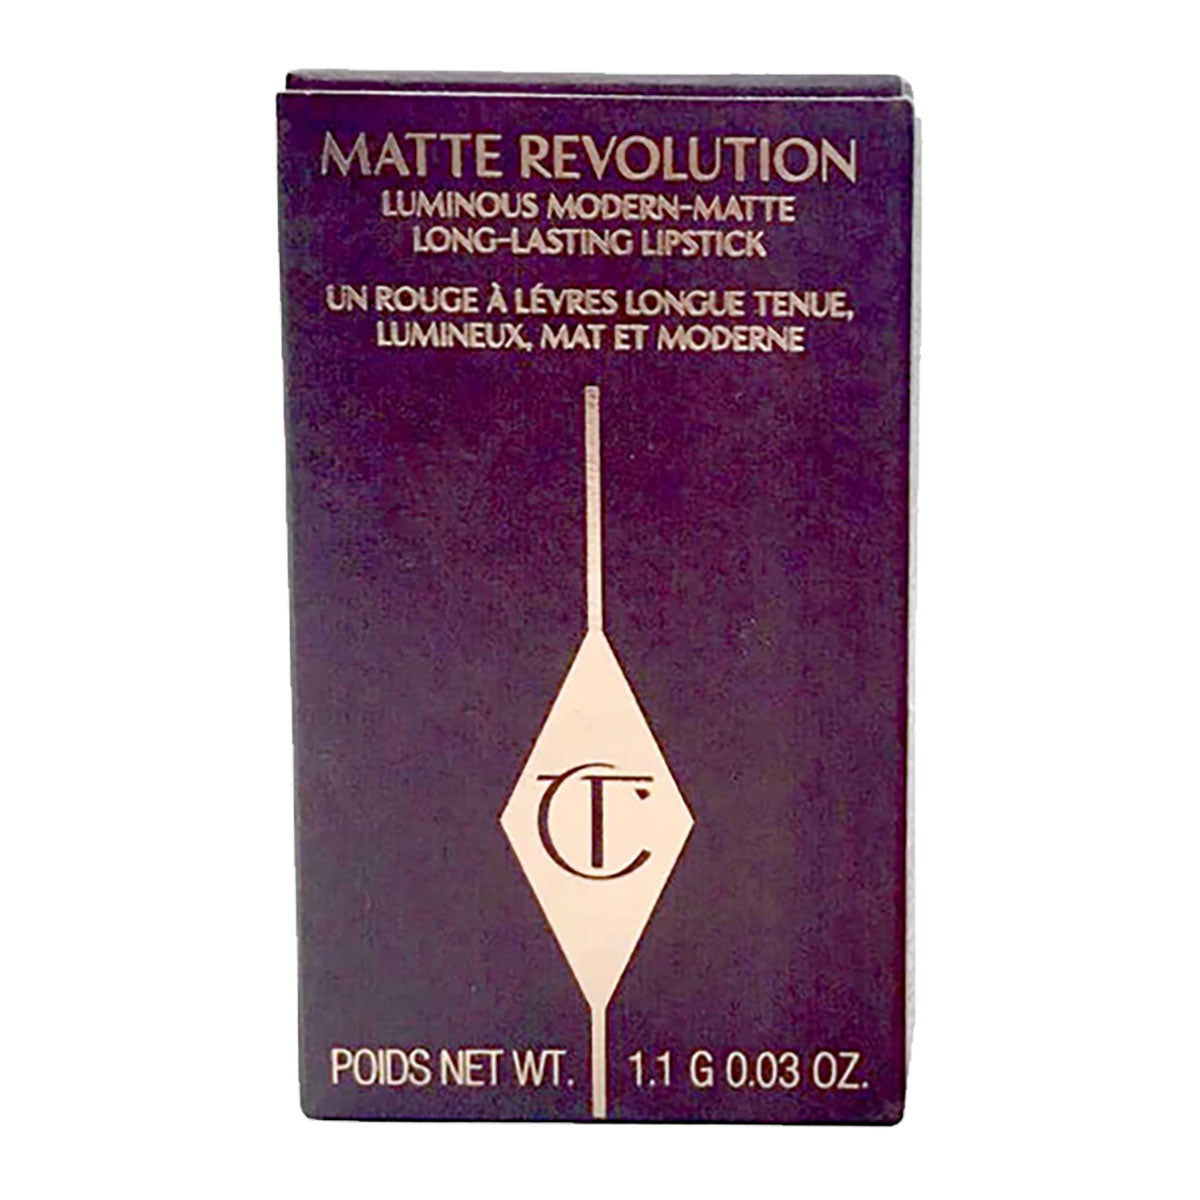 MATTE REVOLUTION
LUMINOUS MODERN-MATTE
LONG-LASTING LIPSTICK
UN ROUGE À LÉVRES LONGUE TENUE,
LUMINEUX, MAT ET MODERNE
CT
POIDS NET WT. 1.1 G 0.03 OZ.